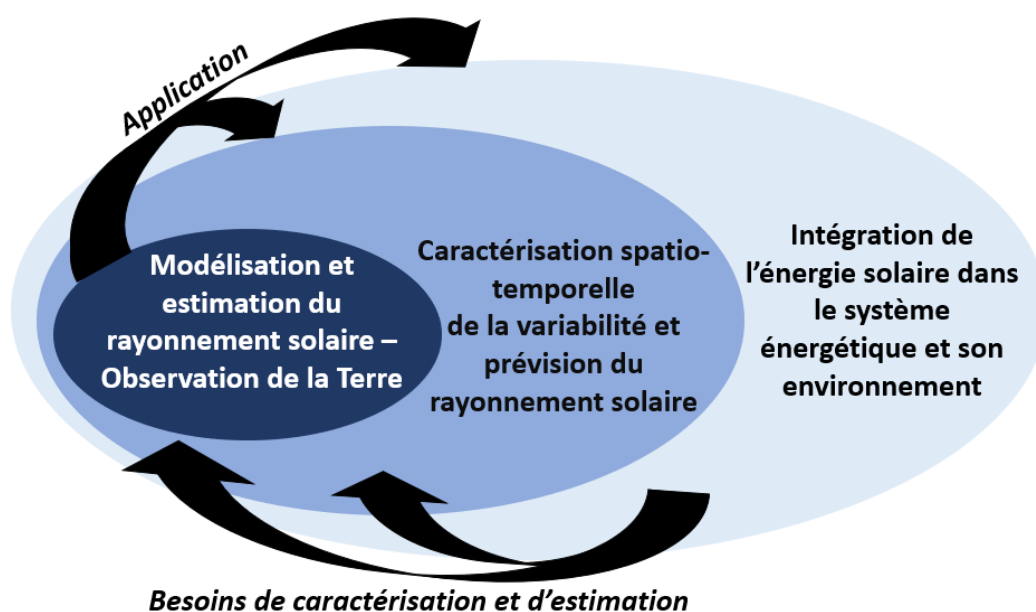 Application
Modélisation et
estimation du
rayonnement solaire –
Observation de la Terre
Caractérisation spatio-
temporelle
de la variabilité et
prévision du
rayonnement solaire
Intégration de
l’énergie solaire dans
le système
énergétique et son
environnement
Besoins de caractérisation et d’estimation